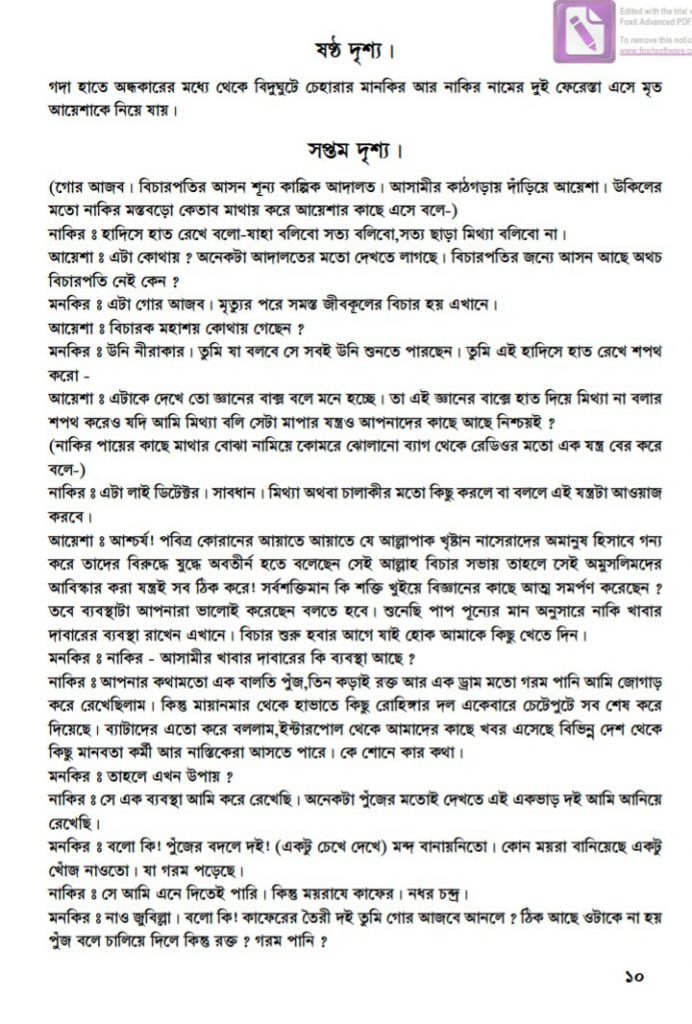 Edited with the trial v
Foxit Advanced PDF
To remove this notic
www.foxitsoftware.c
ষষ্ঠ দৃশ্য।
গদা হাতে অন্ধকারের মধ্যে থেকে বিদুঘুটে চেহারার মানকির আর নাকির নামের দুই ফেরেস্তা এসে মৃত
আয়েশাকে নিয়ে যায়।
সপ্তম দৃশ্য।
(গোর আজব। বিচারপতির আসন শূন্য কাল্পিক আদালত। আসামীর কাঠগড়ায় দাঁড়িয়ে আয়েশা। উকিলের
মতো নাকির মস্তবড়ো কেতাব মাথায় করে আয়েশার কাছে এসে বলে-)
নাকির ঃ হাদিসে হাত রেখে বলো-যাহা বলিবো সত্য বলিবো,সত্য ছাড়া মিথ্যা বলিবো না।
আয়েশা ঃ এটা কোথায় ? অনেকটা আদালতের মতো দেখতে লাগছে। বিচারপতির জন্যে আসন আছে অথচ
বিচারপতি নেই কেন ?
মনকির ঃ এটা গোর আজব। মৃত্যুর পরে সমস্ত জীবকূলের বিচার হয় এখানে।
আয়েশা ঃ বিচারক মহাশয় কোথায় গেছেন ?
মনকির ঃ উনি নীরাকার। তুমি যা বলবে সে সবই উনি শুনতে পারছেন। তুমি এই হাদিসে হাত রেখে শপথ
করো -
আয়েশা ঃ এটাকে দেখে তো জ্ঞানের বাক্স বলে মনে হচ্ছে। তা এই জ্ঞানের বাক্সে হাত দিয়ে মিথ্যা না বলার
শপথ করেও যদি আমি মিথ্যা বলি সেটা মাপার যন্ত্রও আপনাদের কাছে আছে নিশ্চয়ই ?
(নাকির পায়ের কাছে মাথার বোঝা নামিয়ে কোমরে ঝোলানো ব্যাগ থেকে রেডিওর মতো এক যন্ত্র বের করে
বলে-)
নাকির ঃ এটা লাই ডিটেক্টর। সাবধান। মিথ্যা অথবা চালাকীর মতো কিছু করলে বা বললে এই যন্ত্রটা আওয়াজ
করবে।
আয়েশা ঃ আশ্চর্য! পবিত্র কোরানের আয়াতে আয়াতে যে আল্লাপাক খৃষ্টান নাসেরাদের অমানুষ হিসাবে গন্য
করে তাদের বিরুদ্ধে যুদ্ধে অবতীর্ন হতে বলেছেন সেই আল্লাহ বিচার সভায় তাহলে সেই অমুসলিমদের
আবিস্কার করা যন্ত্রই সব ঠিক করে! সর্বশক্তিমান কি শক্তি খুইয়ে বিজ্ঞানের কাছে আত্ম সমর্পণ করেছেন ?
তবে ব্যবস্থাটা আপনারা ভালোই করেছেন বলতে হবে। শুনেছি পাপ পূন্যের মান অনুসারে নাকি খাবার
দাবারের ব্যবস্থা রাখেন এখানে। বিচার শুরু হবার আগে যাই হোক আমাকে কিছু খেতে দিন।
মনকির ঃ নাকির - আসামীর খাবার দাবারের কি ব্যবস্থা আছে ?
নাকির ঃ আপনার কথামতো এক বালতি পুঁজ,তিন কড়াই রক্ত আর এক ড্রাম মতো গরম পানি আমি জোগাড়
করে রেখেছিলাম। কিন্তু মায়ানমার থেকে হাভাতে কিছু রোহিঙ্গার দল একেবারে চেটেপুটে সব শেষ করে
দিয়েছে। ব্যাটাদের এতো করে বললাম,ইন্টারপোল থেকে আমাদের কাছে খবর এসেছে বিভিন্ন দেশ থেকে
কিছু মানবতা কর্মী আর নাস্তিকেরা আসতে পারে। কে শোনে কার কথা।
মনকির ঃ তাহলে এখন উপায় ?
নাকির ঃ সে এক ব্যবস্থা আমি করে রেখেছি। অনেকটা পুঁজের মতোই দেখতে এই একভাড় দই আমি আনিয়ে
রেখেছি।
মনকির ঃ বলো কি! পুঁজের বদলে দই! (একটু চেখে দেখে) মন্দ বানায়নিতো। কোন ময়রা বানিয়েছে একটু
খোঁজ নাওতো। যা গরম পড়েছে।
নাকির ঃ সে আমি এনে দিতেই পারি। কিন্তু ময়রাযে কাফের। নধর চন্দ্র।
মনকির ঃ নাও জুবিল্লা। বলো কি! কাফেরের তৈরী দই তুমি গোর আজবে আনলে ? ঠিক আছে ওটাকে না হয়
পুঁজ বলে চালিয়ে দিলে কিন্তু রক্ত ? গরম পানি ?
১০